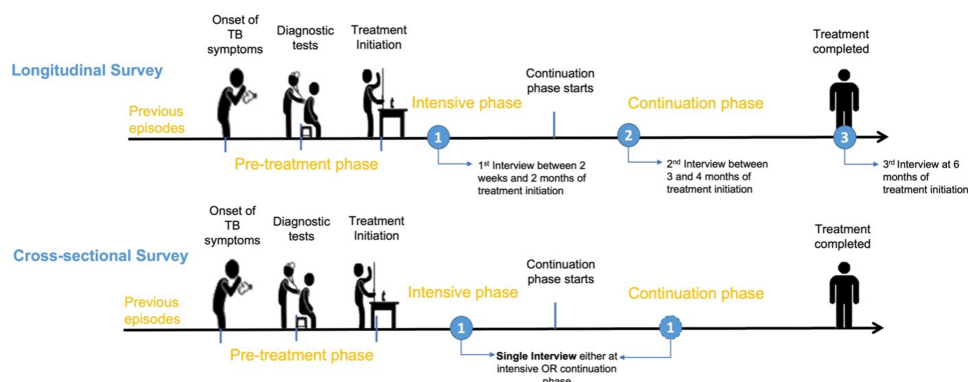 Longitudinal Survey
Onset of
TB
symptoms
Diagnostic
tests
Treatment
Initiation
Treatment
completed
Previous
episodes
Pre-treatment phase
Intensive phase
Continuation
phase starts
Continuation phase
1
2
3
1st Interview between 2
weeks and 2 months of
treatment initiation
2nd Interview between
3 and 4 months of
treatment initiation
3rd Interview at 6
months of
treatment initiation
Cross-sectional Survey
Onset of
TB
symptoms
Diagnostic
tests
Treatment
Initiation
Treatment
completed
Previous
episodes
Pre-treatment phase
Intensive phase
Continuation
phase starts
Continuation phase
1
1
Single Interview either at
intensive OR continuation
phase